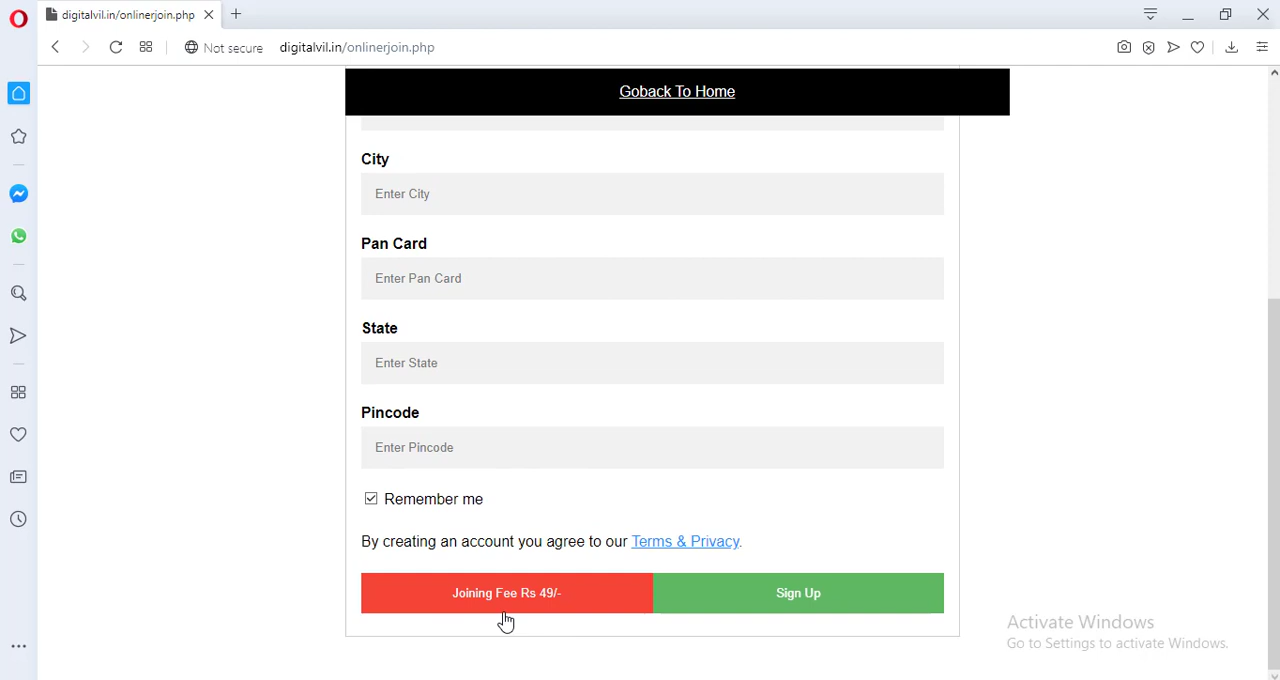 digitalvil.in/onlinerjoin.php
Not secure digitalvil.in/onlinerjoin.php
Goback To Home
City
Enter City
Pan Card
Enter Pan Card
State
Enter State
Pincode
Enter Pincode
Remember me
By creating an account you agree to our Terms & Privacy.
Joining Fee Rs 49/- Sign Up
Activate Windows
Go to Settings to activate Windows.